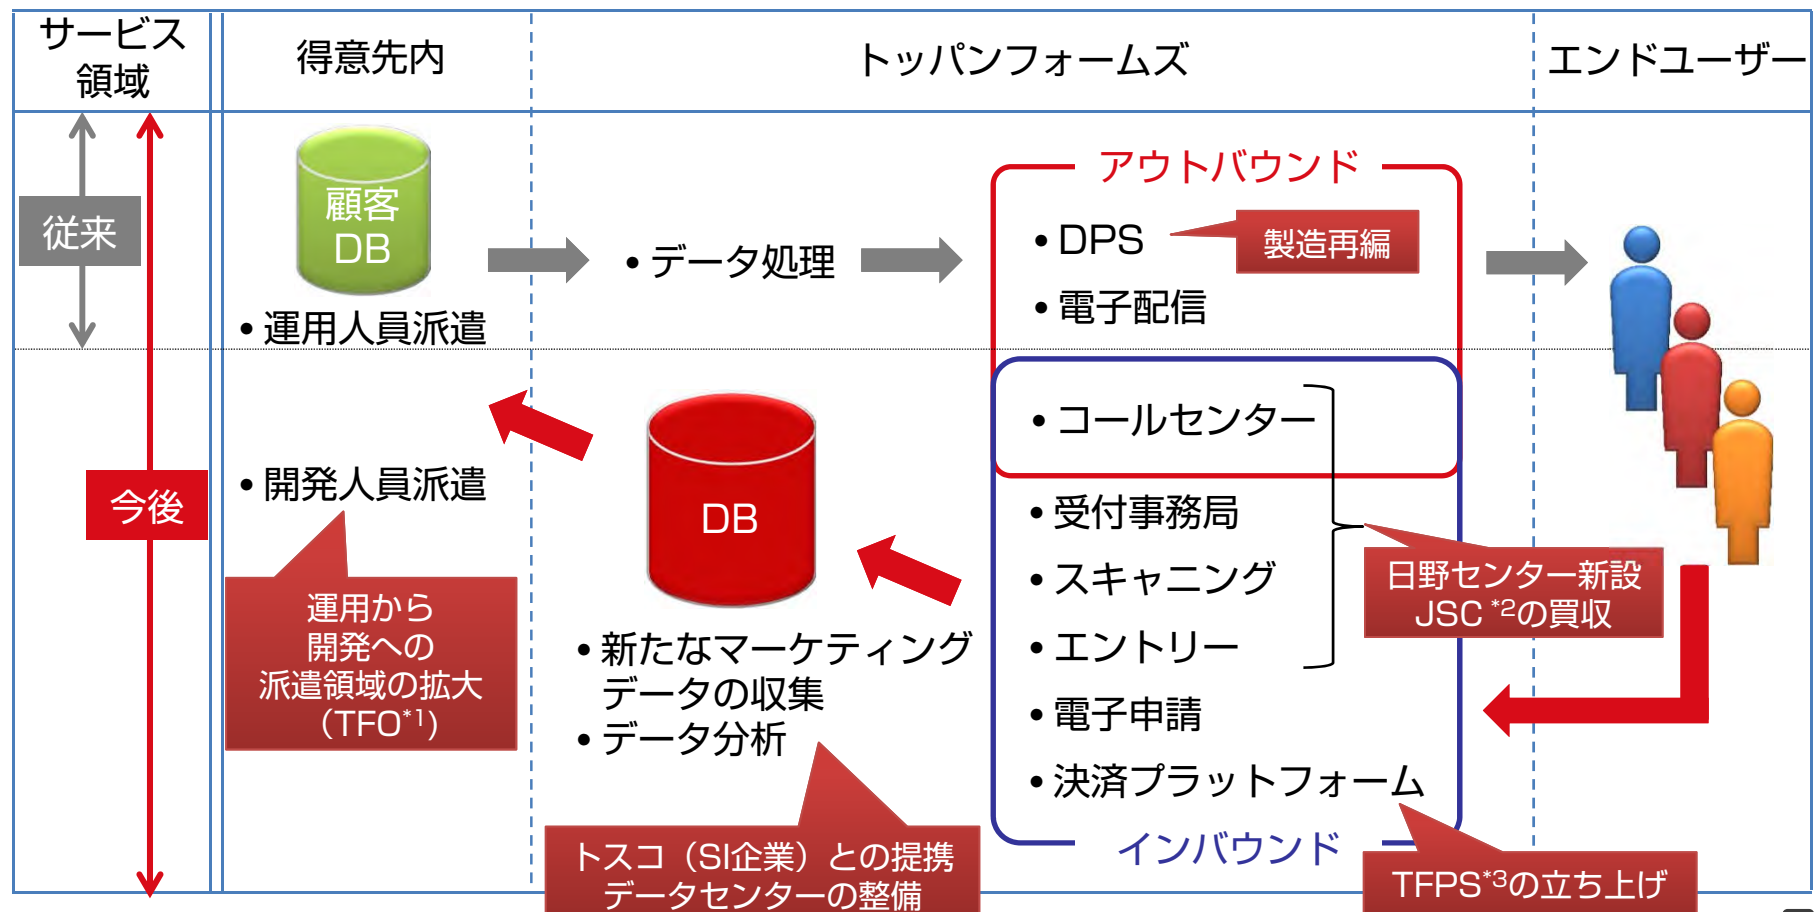 サービス
領域
得意先内
トッパンフォームズ
エンドユーザー
従来
今後
顧客
DB
•運用人員派遣
•データ処理
アウトバウンド
•DPS
製造再編
•電子配信
•開発人員派遣
運用から
開発への
派遣領域の拡大
（TFO*1)
DB
•新たなマーケティング
データの収集
•データ分析
トスコ（SI企業）との提携
データセンターの整備
•コールセンター
•受付事務局
•スキャニング
•エントリー
•電子申請
•決済プラットフォーム
インバウンド
日野センター新設
JSC*2の買収
TFPS*3の立ち上げ